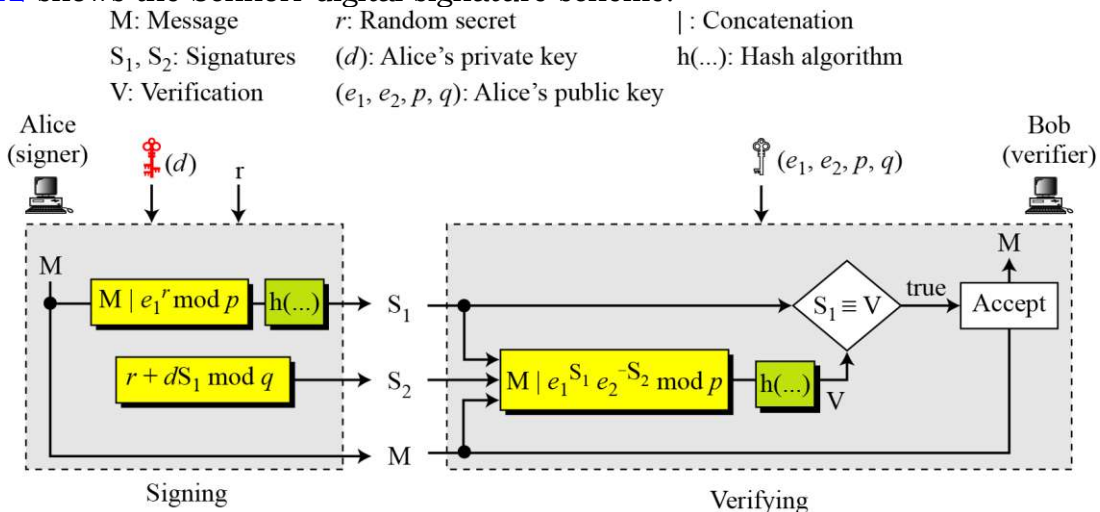 shows the Schnorr digital signature scheme.
M: Message r: Random secret | : Concatenation
S₁, S₂: Signatures (d): Alice's private key h(...): Hash algorithm
V: Verification (e₁, e₂, p, q): Alice's public key
Alice
(signer)
(d)
r
(e₁, e₂, p, q)
Bob
(verifier)
M
M | e₁ʳ mod p
h(...)
S₁
r + dS₁ mod q
S₂
M
M | e₁^S₁ e₂^-S₂ mod p
h(...)
V
S₁ ≡ V
true
Accept
M
Signing
Verifying